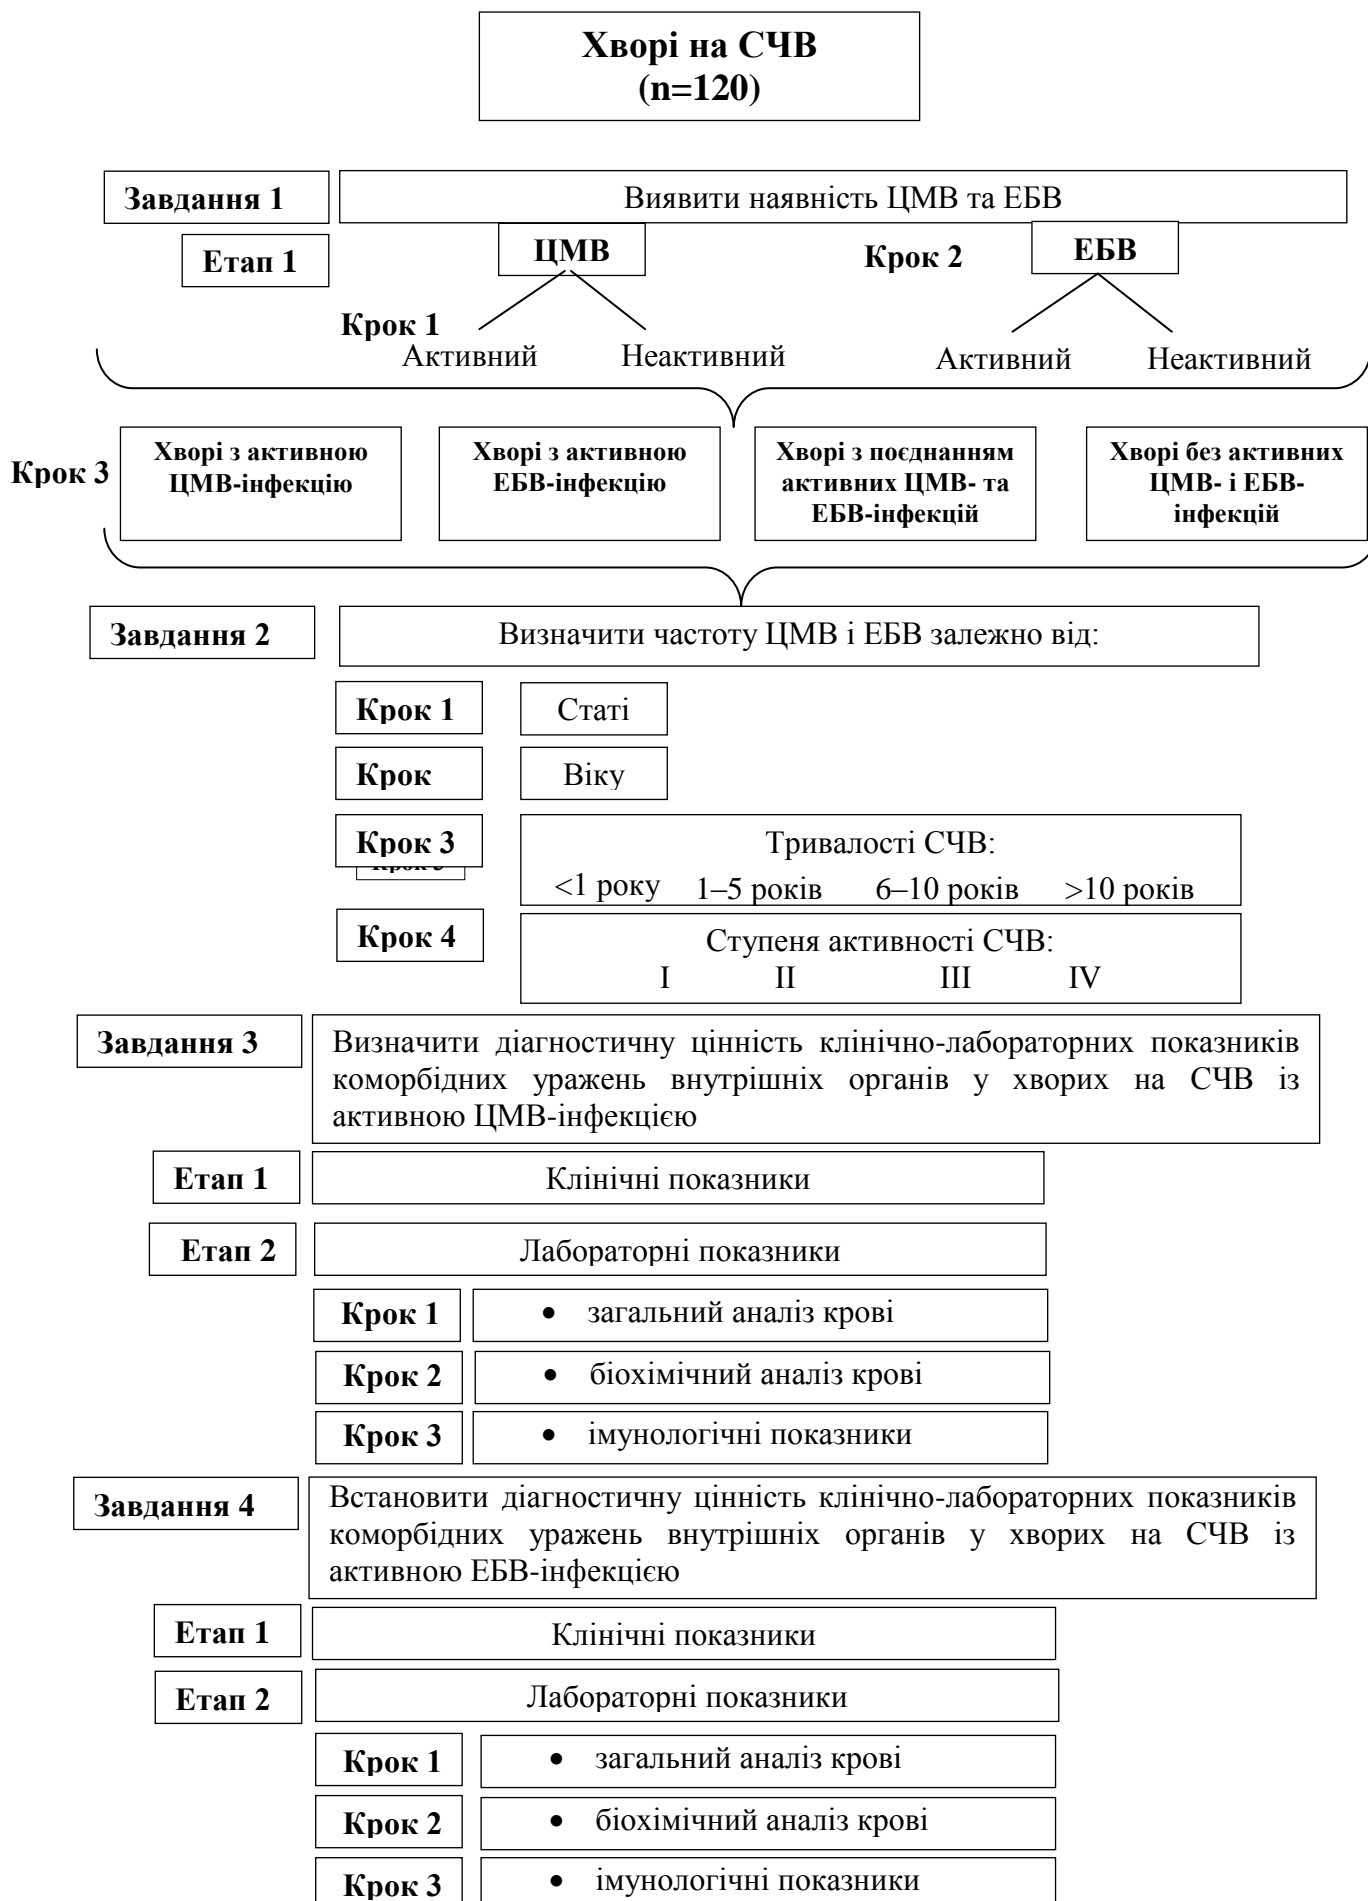 Хворі на СЧВ
(n=120)
Завдання 1
Виявити наявність ЦМВ та ЕБВ
Етап 1
ЦМВ
Крок 2
ЕБВ
Крок 1
Активний
Неактивний
Активний
Неактивний
Крок 3
Хворі з активною
ЦМВ-інфекцію
Хворі з активною
ЕБВ-інфекцію
Хворі з поєднанням
активних ЦМВ- та
ЕБВ-інфекцій
Хворі без активних
ЦМВ- і ЕБВ-
інфекцій
Завдання 2
Визначити частоту ЦМВ і ЕБВ залежно від:
Крок 1
Статі
Крок
Віку
Крок 3
Тривалості СЧВ:
<1 року 1–5 років 6–10 років >10 років
Крок 4
Ступеня активності СЧВ:
I II III IV
Завдання 3
Визначити діагностичну цінність клінічно-лабораторних показників
коморбідних уражень внутрішніх органів у хворих на СЧВ із
активною ЦМВ-інфекцією
Етап 1
Клінічні показники
Етап 2
Лабораторні показники
Крок 1
• загальний аналіз крові
Крок 2
• біохімічний аналіз крові
Крок 3
• імунологічні показники
Завдання 4
Встановити діагностичну цінність клінічно-лабораторних показників
коморбідних уражень внутрішніх органів у хворих на СЧВ із
активною ЕБВ-інфекцією
Етап 1
Клінічні показники
Етап 2
Лабораторні показники
Крок 1
• загальний аналіз крові
Крок 2
• біохімічний аналіз крові
Крок 3
• імунологічні показники